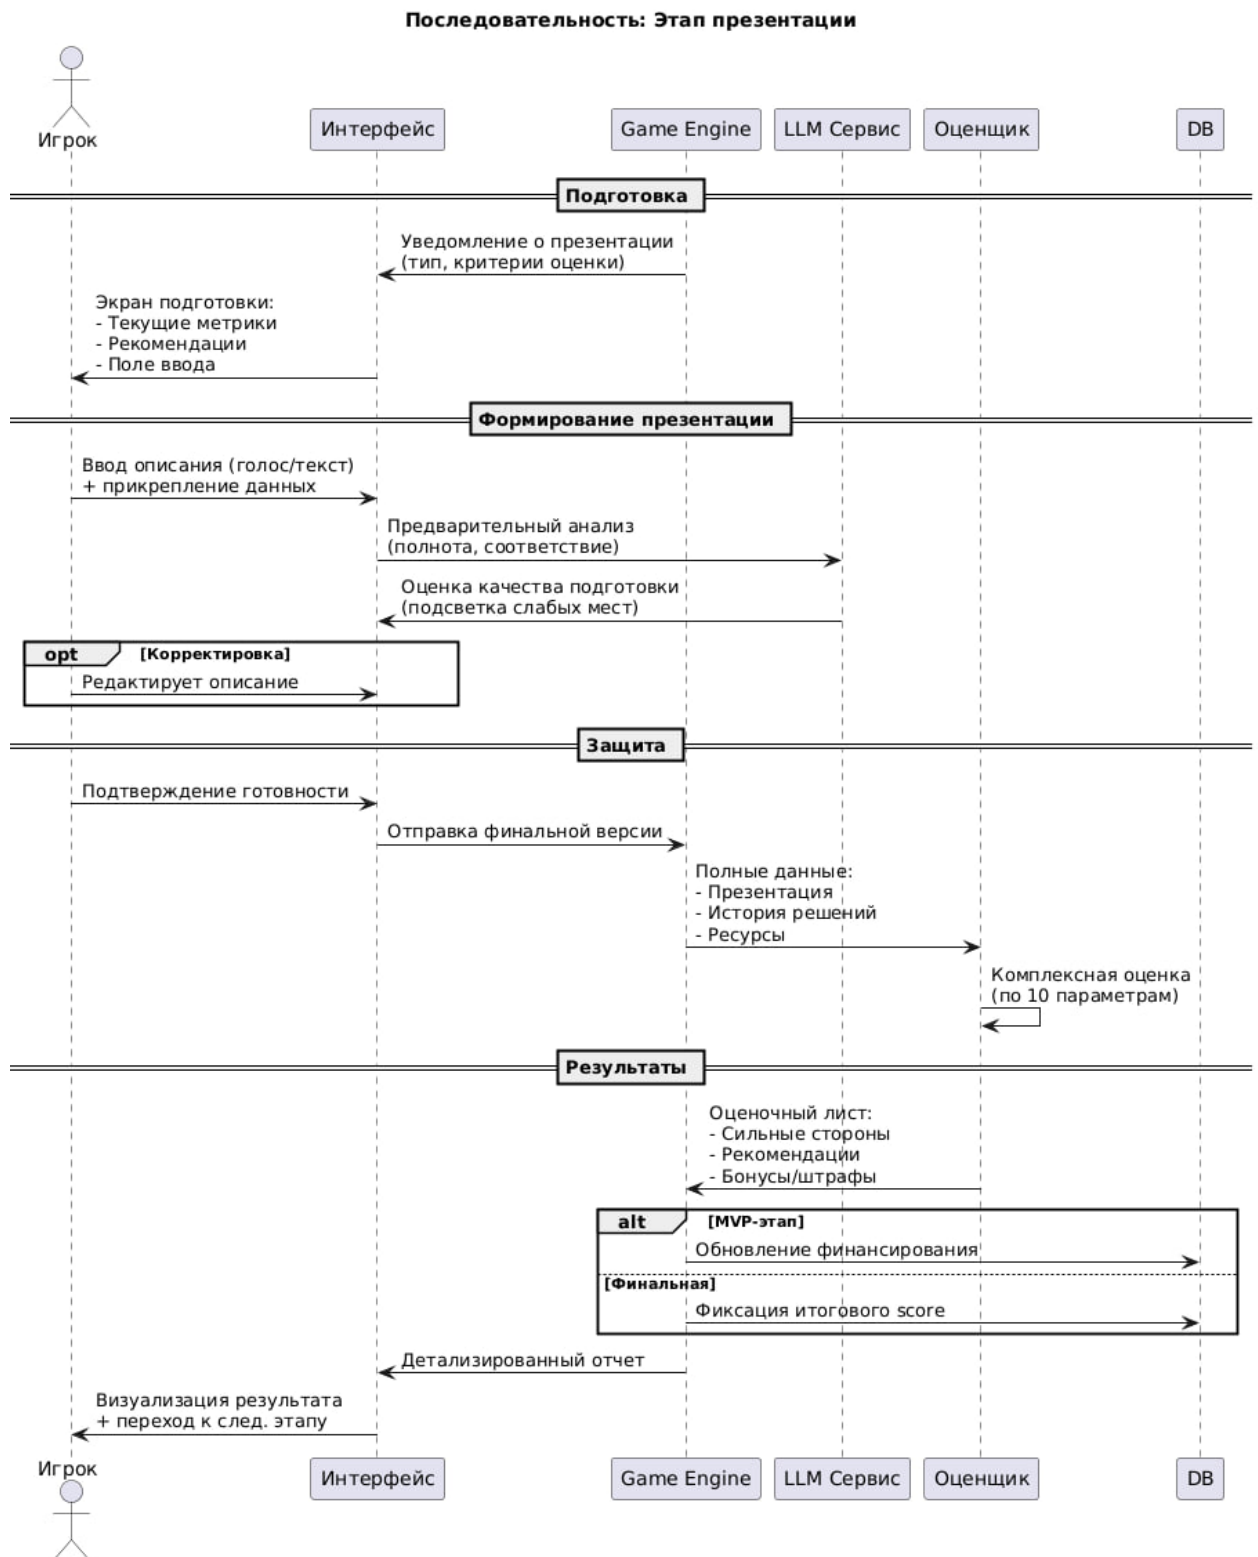 Последовательность: Этап презентации
Игрок
Интерфейс
Game Engine
LLM Сервис
Оценщик
DB
Подготовка
Уведомление о презентации
(тип, критерии оценки)
Экран подготовки:
- Текущие метрики
- Рекомендации
- Поле ввода
Формирование презентации
Ввод описания (голос/текст)
+ прикрепление данных
Предварительный анализ
(полнота, соответствие)
Оценка качества подготовки
(подсветка слабых мест)
opt
[Корректировка]
Редактирует описание
Защита
Подтверждение готовности
Отправка финальной версии
Полные данные:
- Презентация
- История решений
- Ресурсы
Комплексная оценка
(по 10 параметрам)
Результаты
Оценочный лист:
- Сильные стороны
- Рекомендации
- Бонусы/штрафы
alt
[MVP-этап]
Обновление финансирования
[Финальная]
Фиксация итогового score
Детализированный отчет
Визуализация результата
+ переход к след. этапу
Игрок
Интерфейс
Game Engine
LLM Сервис
Оценщик
DB